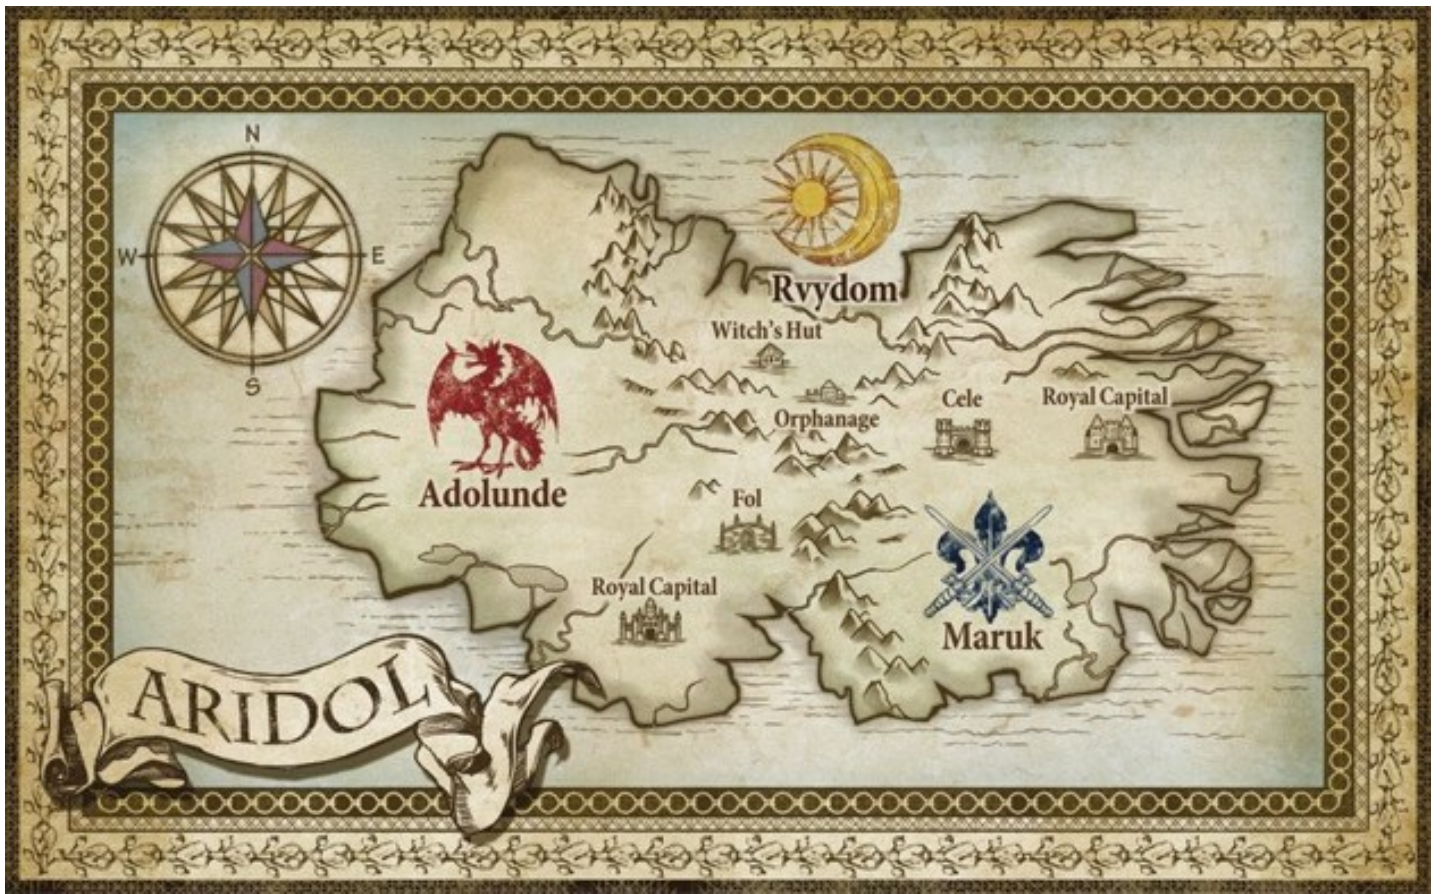 N
W
E
S
Rvydom
Witch's Hut
Orphanage
Cele
Royal Capital
Adolunde
Fol
Royal Capital
Maruk
ARIDOL